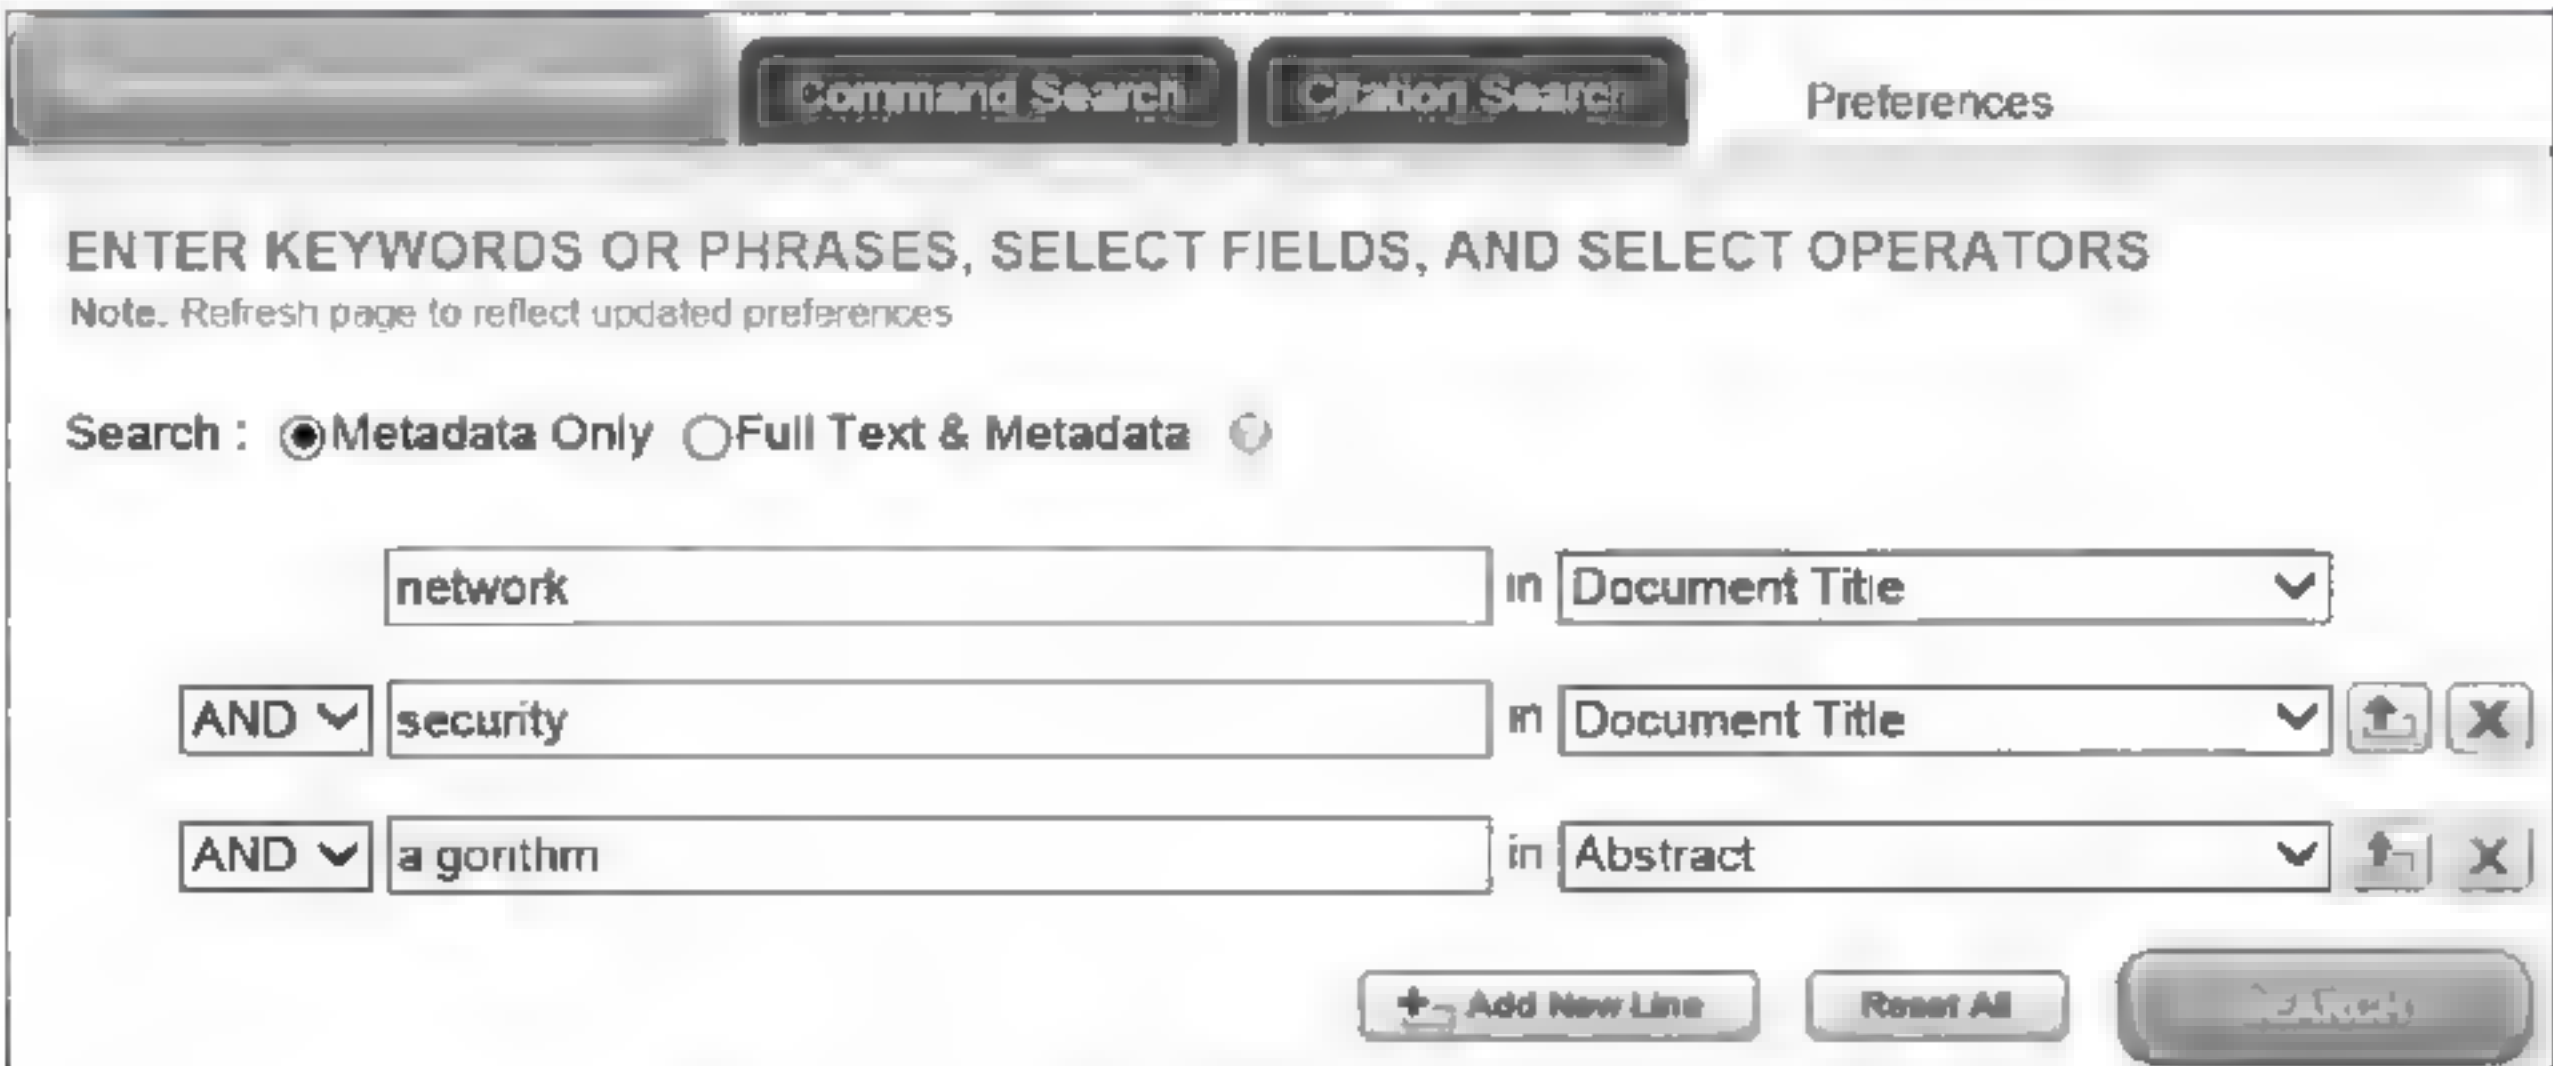 Command Search Citation Search Preferences
ENTER KEYWORDS OR PHRASES, SELECT FIELDS, AND SELECT OPERATORS
Note. Refresh page to reflect updated preferences
Search : Metadata Only Full Text & Metadata
network in Document Title
AND security in Document Title
AND algorithm in Abstract
Add New Line Reset All